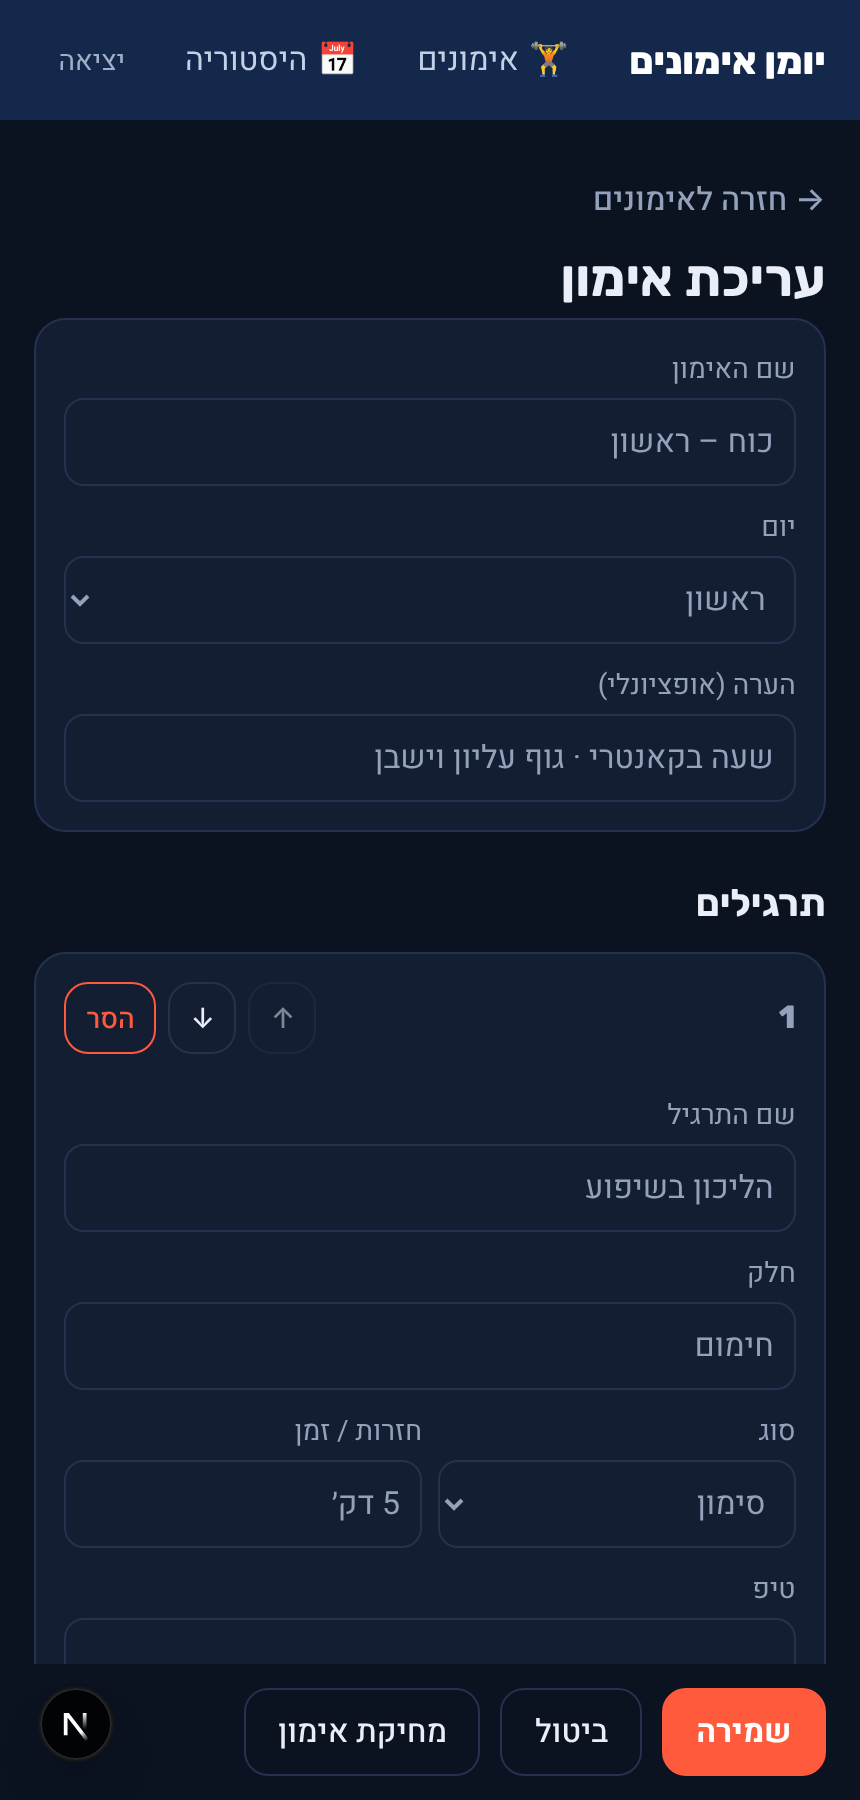 יומן אימונים
🏋️ אימונים
📅 היסטוריה
יציאה
→ חזרה לאימונים
עריכת אימון
שם האימון
כוח – ראשון
יום
ראשון
הערה (אופציונלי)
שעה בקאנטרי · גוף עליון וישבן
תרגילים
1
↑
↓
הסר
שם התרגיל
הליכון בשיפוע
חלק
חימום
סוג
חזרות / זמן
סימון
5 דק׳
טיפ
שמירה
ביטול
מחיקת אימון
N